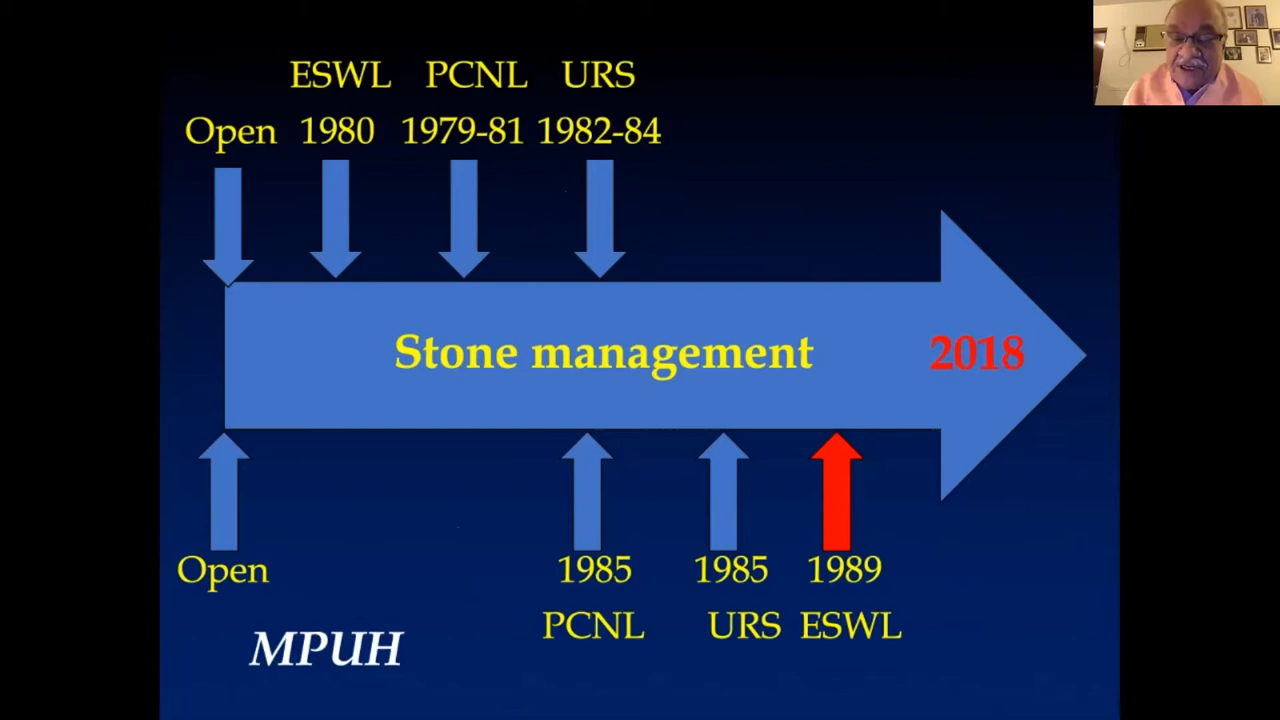 ESWL PCNL URS
Open 1980 1979-81 1982-84
Stone management 2018
1985 1985 1989
Open
PCNL URS ESWL
MPUH